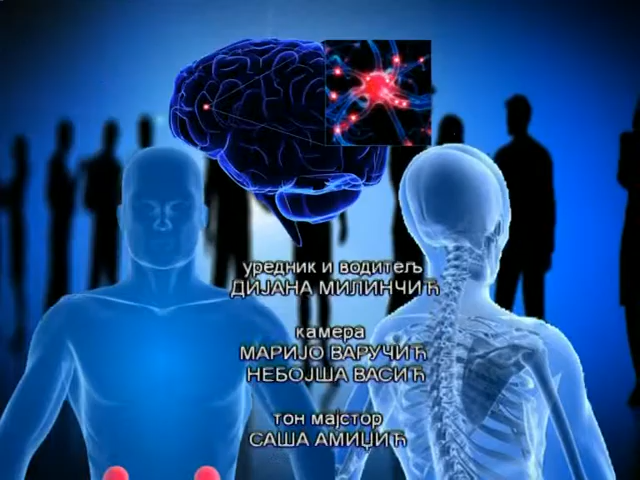 уредник и водитељ
ДИЈАНА МИЛИНЧИЋ
камера
МАРИЈО ВАРУЧИЋ
НЕБОЈША ВАСИЋ
тон мајстор
САША АМИЏИЋ